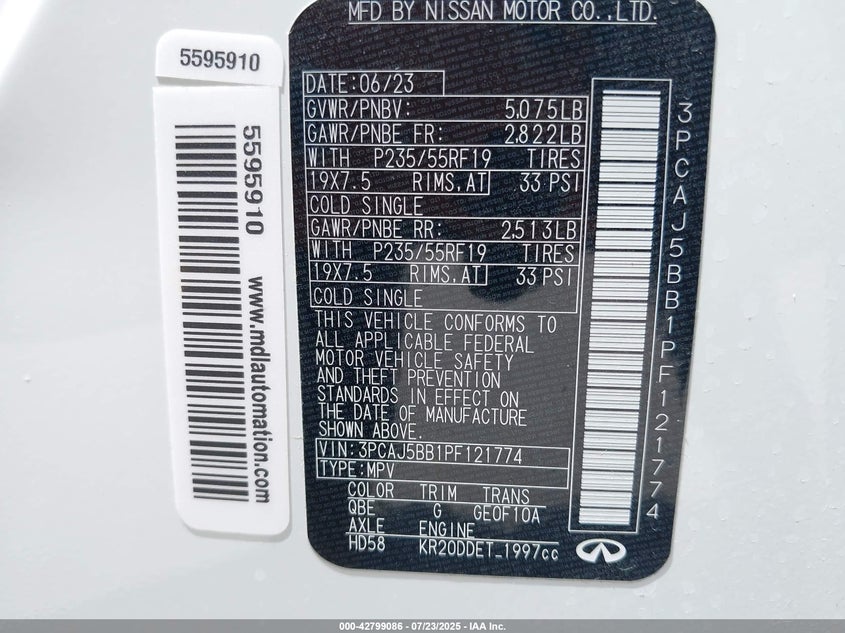 MFD BY NISSAN MOTOR CO.,LTD.
DATE:06/23
GVWR/PNBV: 5,075LB
GAWR/PNBE FR: 2,822LB
WITH P235/55RF19 TIRES
19X7.5 RIMS,AT 33 PSI
COLD SINGLE
GAWR/PNBE RR: 2,513LB
WITH P235/55RF19 TIRES
19X7.5 RIMS,AT 33 PSI
COLD SINGLE
THIS VEHICLE CONFORMS TO
ALL APPLICABLE FEDERAL
MOTOR VEHICLE SAFETY
AND THEFT PREVENTION
STANDARDS IN EFFECT ON
THE DATE OF MANUFACTURE
SHOWN ABOVE.
VIN:3PCAJ5BB1PF121774
TYPE:MPV
COLOR TRIM TRANS
QBE G GE0F10A
AXLE ENGINE
HD58 KR20DDET_1997cc
3PCAJ5BB1PF121774
5595910
5595910
www.mdlautomation.com
000-42799086 - 07/23/2025 - IAA Inc.